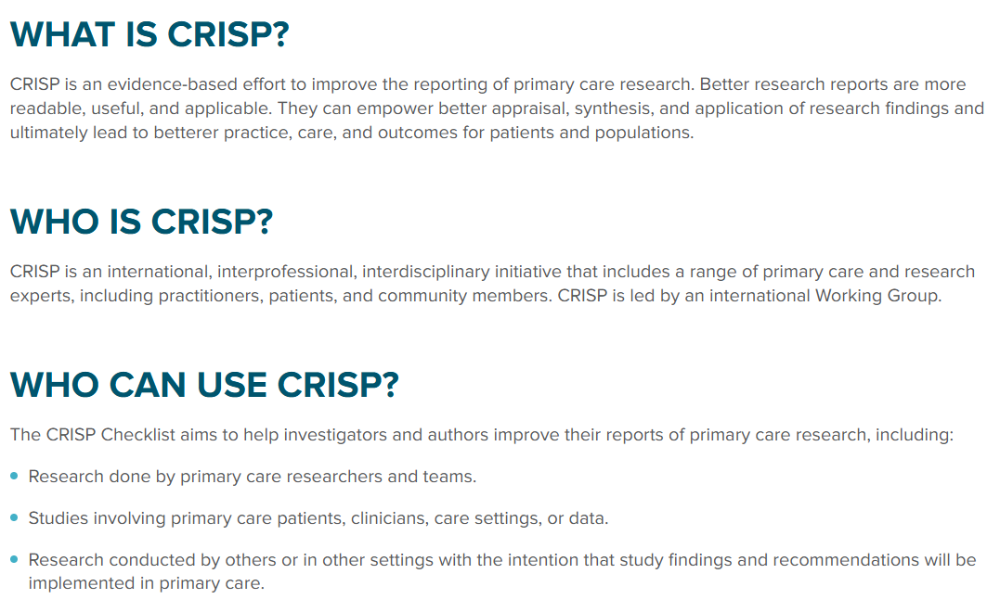 WHAT IS CRISP?
CRISP is an evidence-based effort to improve the reporting of primary care research. Better research reports are more
readable, useful, and applicable. They can empower better appraisal, synthesis, and application of research findings and
ultimately lead to betterer practice, care, and outcomes for patients and populations.
WHO IS CRISP?
CRISP is an international, interprofessional, interdisciplinary initiative that includes a range of primary care and research
experts, including practitioners, patients, and community members. CRISP is led by an international Working Group.
WHO CAN USE CRISP?
The CRISP Checklist aims to help investigators and authors improve their reports of primary care research, including:
• Research done by primary care researchers and teams.
• Studies involving primary care patients, clinicians, care settings, or data.
• Research conducted by others or in other settings with the intention that study findings and recommendations will be
implemented in primary care.